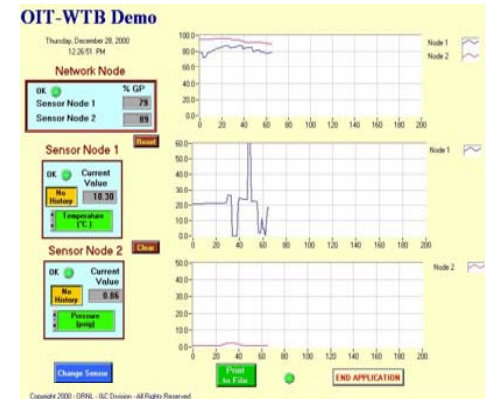 OIT-WTB Demo
Thursday, December 28, 2000
12:26:51 PM
Network Node
OK % GP
Sensor Node 1 79
Sensor Node 2 89
Reset
Sensor Node 1
OK Current Value
No History 18.30
Temperature (°C)
Sensor Node 2 Clear
OK Current Value
No History 0.86
Pressure (psig)
Change Sensor
100.0
80.0
60.0
40.0
20.0
0.0
0 20 40 60 80 100 120 140 160 180 200
Node 1
Node 2
60.0
50.0
40.0
30.0
20.0
10.0
0.0
0 20 40 60 80 100 120 140 160 180 200
Node 1
50.0
40.0
30.0
20.0
10.0
0.0
0 20 40 60 80 100 120 140 160 180 200
Node 2
Print to File
END APPLICATION
Copyright 2000 - ORNL - I&C Division - All Rights Reserved